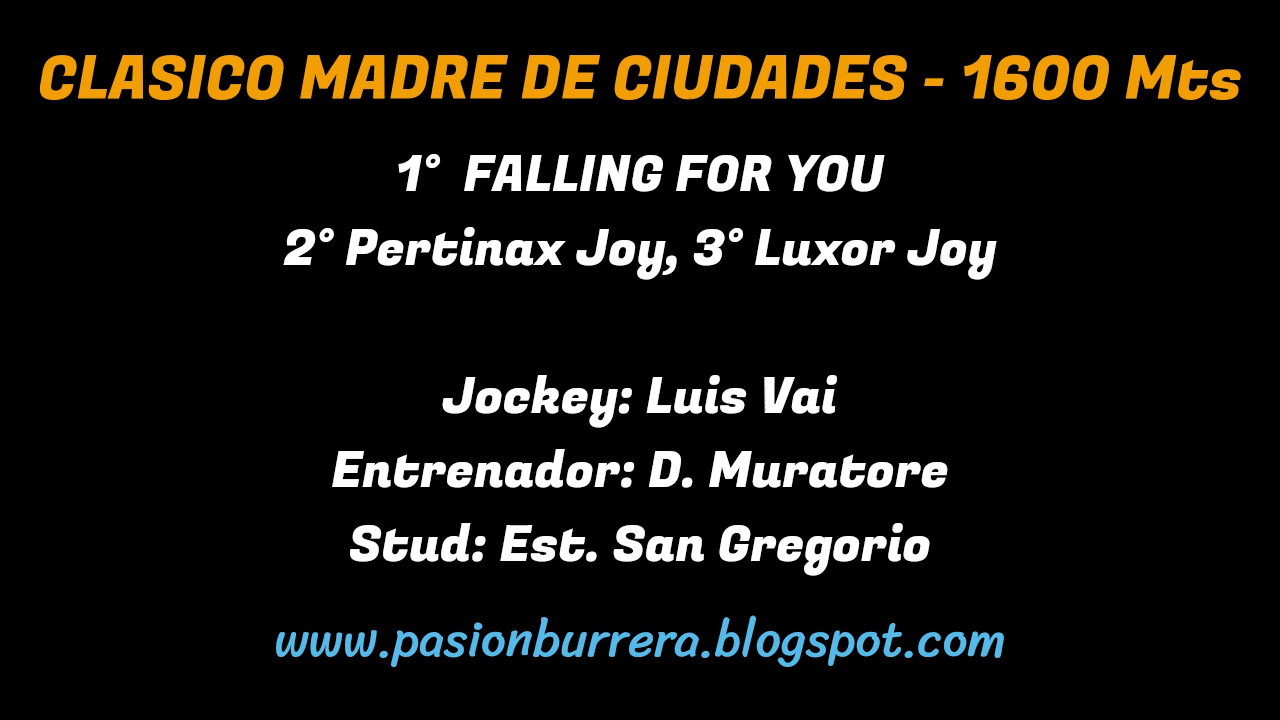 CLASICO MADRE DE CIUDADES - 1600 Mts
1° FALLING FOR YOU
2° Pertinax Joy, 3° Luxor Joy
Jockey: Luis Vai
Entrenador: D. Muratore
Stud: Est. San Gregorio
www.pasionburrera.blogspot.com